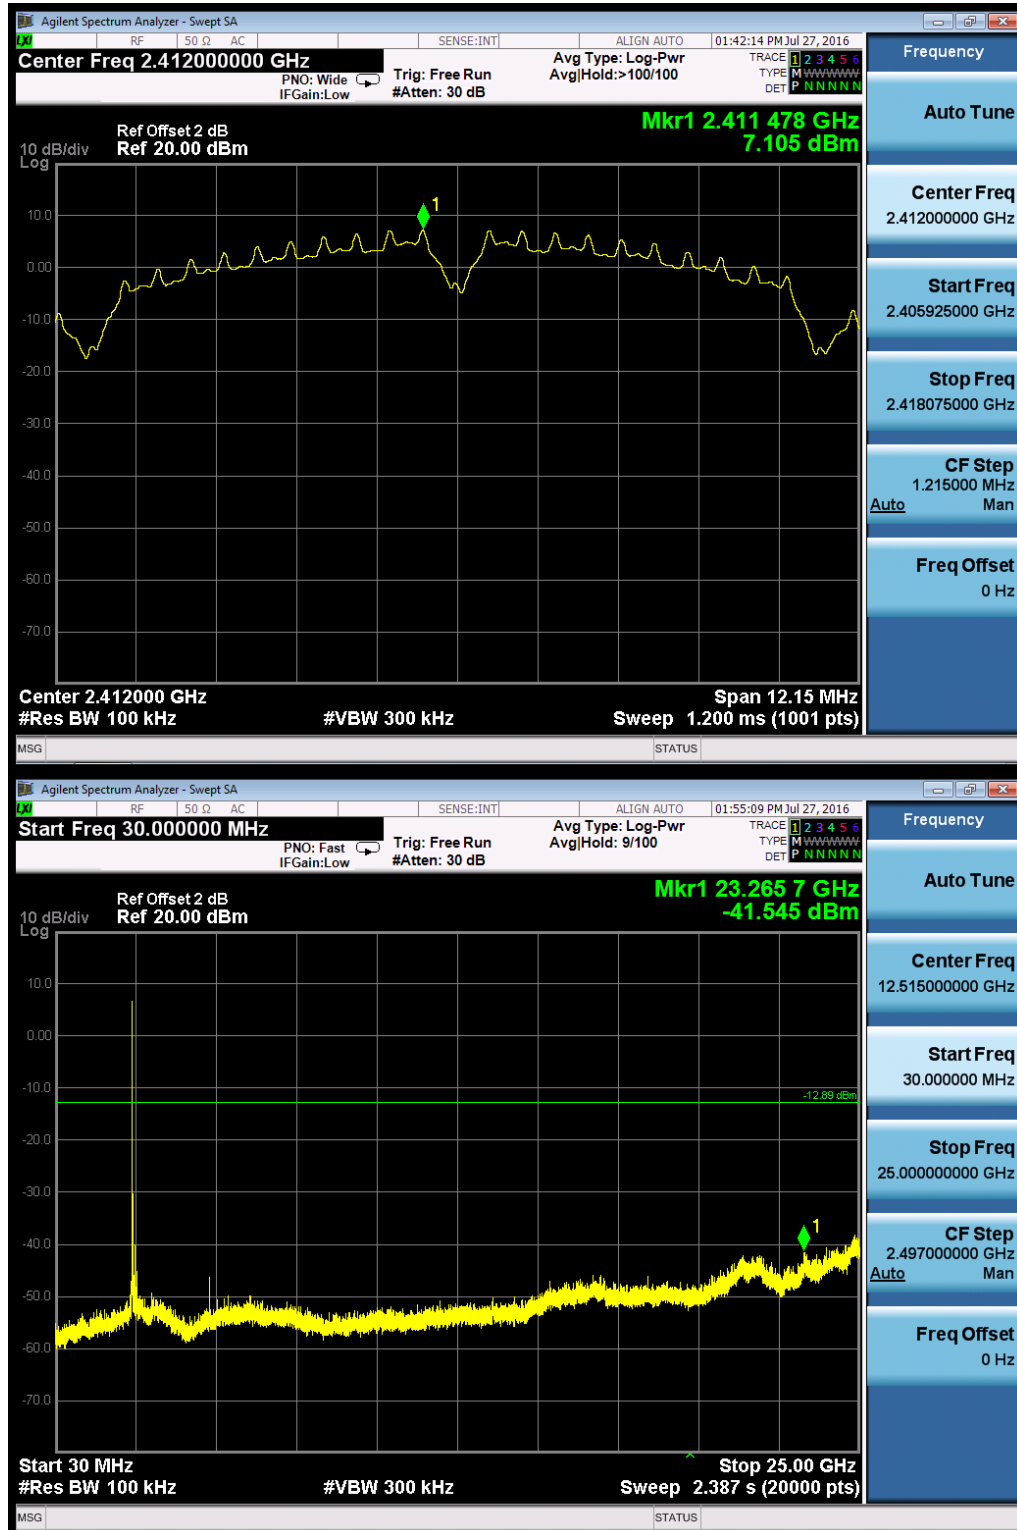 Agilent Spectrum Analyzer - Swept SA
LXI RF 50 Ω AC SENSE:INT ALIGN AUTO 01:42:14 PM Jul 27, 2016
Center Freq 2.412000000 GHz
PNO: Wide
IFGain:Low
Trig: Free Run
#Atten: 30 dB
Avg Type: Log-Pwr
Avg|Hold:>100/100
TRACE 1 2 3 4 5 6
TYPE M WWWWW
DET P N N N N N
Frequency
Mkr1 2.411 478 GHz
7.105 dBm
Ref Offset 2 dB
10 dB/div Ref 20.00 dBm
Log
1
10.0
0.00
-10.0
-20.0
-30.0
-40.0
-50.0
-60.0
-70.0
Center 2.412000 GHz
Span 12.15 MHz
#Res BW 100 kHz
#VBW 300 kHz
Sweep 1.200 ms (1001 pts)
MSG
STATUS
Auto Tune
Center Freq
2.412000000 GHz
Start Freq
2.405925000 GHz
Stop Freq
2.418075000 GHz
CF Step
1.215000 MHz
Auto Man
Freq Offset
0 Hz
Agilent Spectrum Analyzer - Swept SA
LXI RF 50 Ω AC SENSE:INT ALIGN AUTO 01:55:09 PM Jul 27, 2016
Start Freq 30.000000 MHz
PNO: Fast
IFGain:Low
Trig: Free Run
#Atten: 30 dB
Avg Type: Log-Pwr
Avg|Hold: 9/100
TRACE 1 2 3 4 5 6
TYPE M WWWWW
DET P N N N N N
Frequency
Mkr1 23.265 7 GHz
-41.545 dBm
Ref Offset 2 dB
10 dB/div Ref 20.00 dBm
Log
10.0
0.00
-10.0
-12.89 dBm
-20.0
-30.0
1
-40.0
-50.0
-60.0
-70.0
Start 30 MHz
Stop 25.00 GHz
#Res BW 100 kHz
#VBW 300 kHz
Sweep 2.387 s (20000 pts)
MSG
STATUS
Auto Tune
Center Freq
12.515000000 GHz
Start Freq
30.000000 MHz
Stop Freq
25.000000000 GHz
CF Step
2.497000000 GHz
Auto Man
Freq Offset
0 Hz